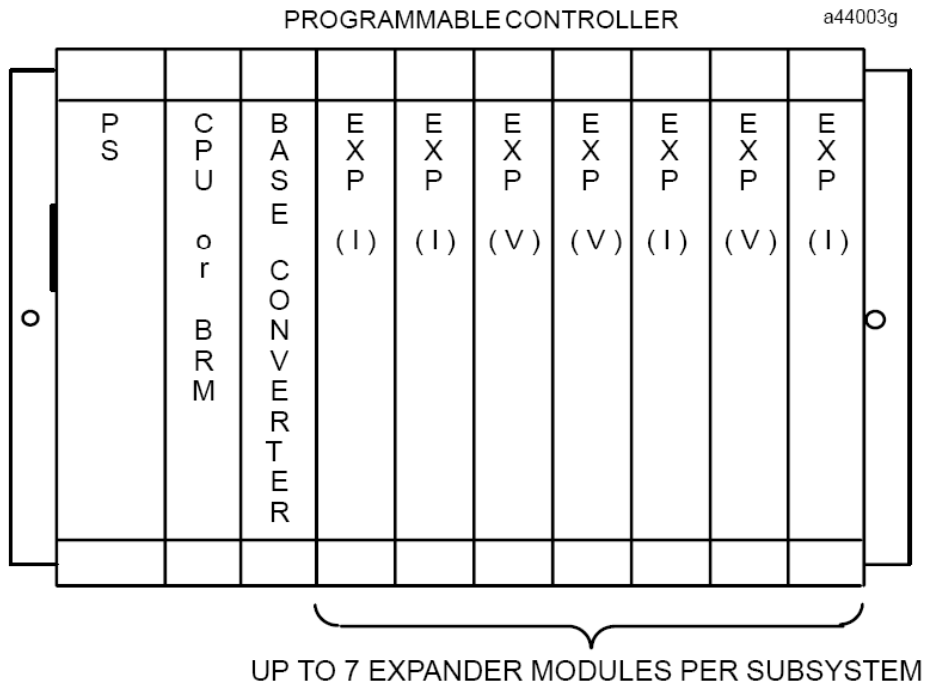 PROGRAMMABLE CONTROLLER
a44003g
PS
CPU or BRM
BASE CONVERTER
EXP (I)
EXP (I)
EXP (V)
EXP (V)
EXP (I)
EXP (V)
EXP (I)
UP TO 7 EXPANDER MODULES PER SUBSYSTEM